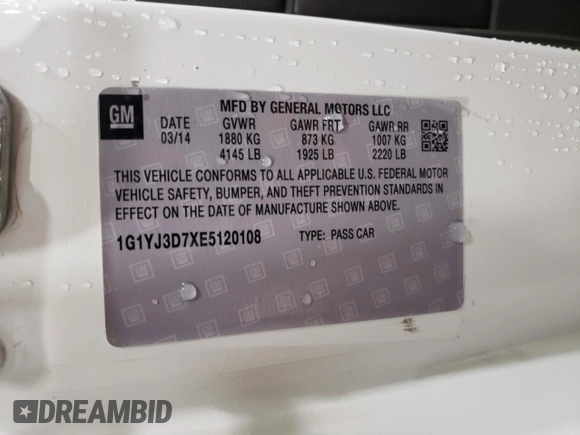 MFD BY GENERAL MOTORS LLC
GM
DATE GVWR GAWR FRT GAWR RR
03/14 1880 KG 873 KG 1007 KG
4145 LB 1925 LB 2220 LB
THIS VEHICLE CONFORMS TO ALL APPLICABLE U.S. FEDERAL MOTOR
VEHICLE SAFETY, BUMPER, AND THEFT PREVENTION STANDARDS IN
EFFECT ON THE DATE OF MANUFACTURE SHOWN ABOVE.
1G1YJ3D7XE5120108 TYPE: PASS CAR
DREAMBID